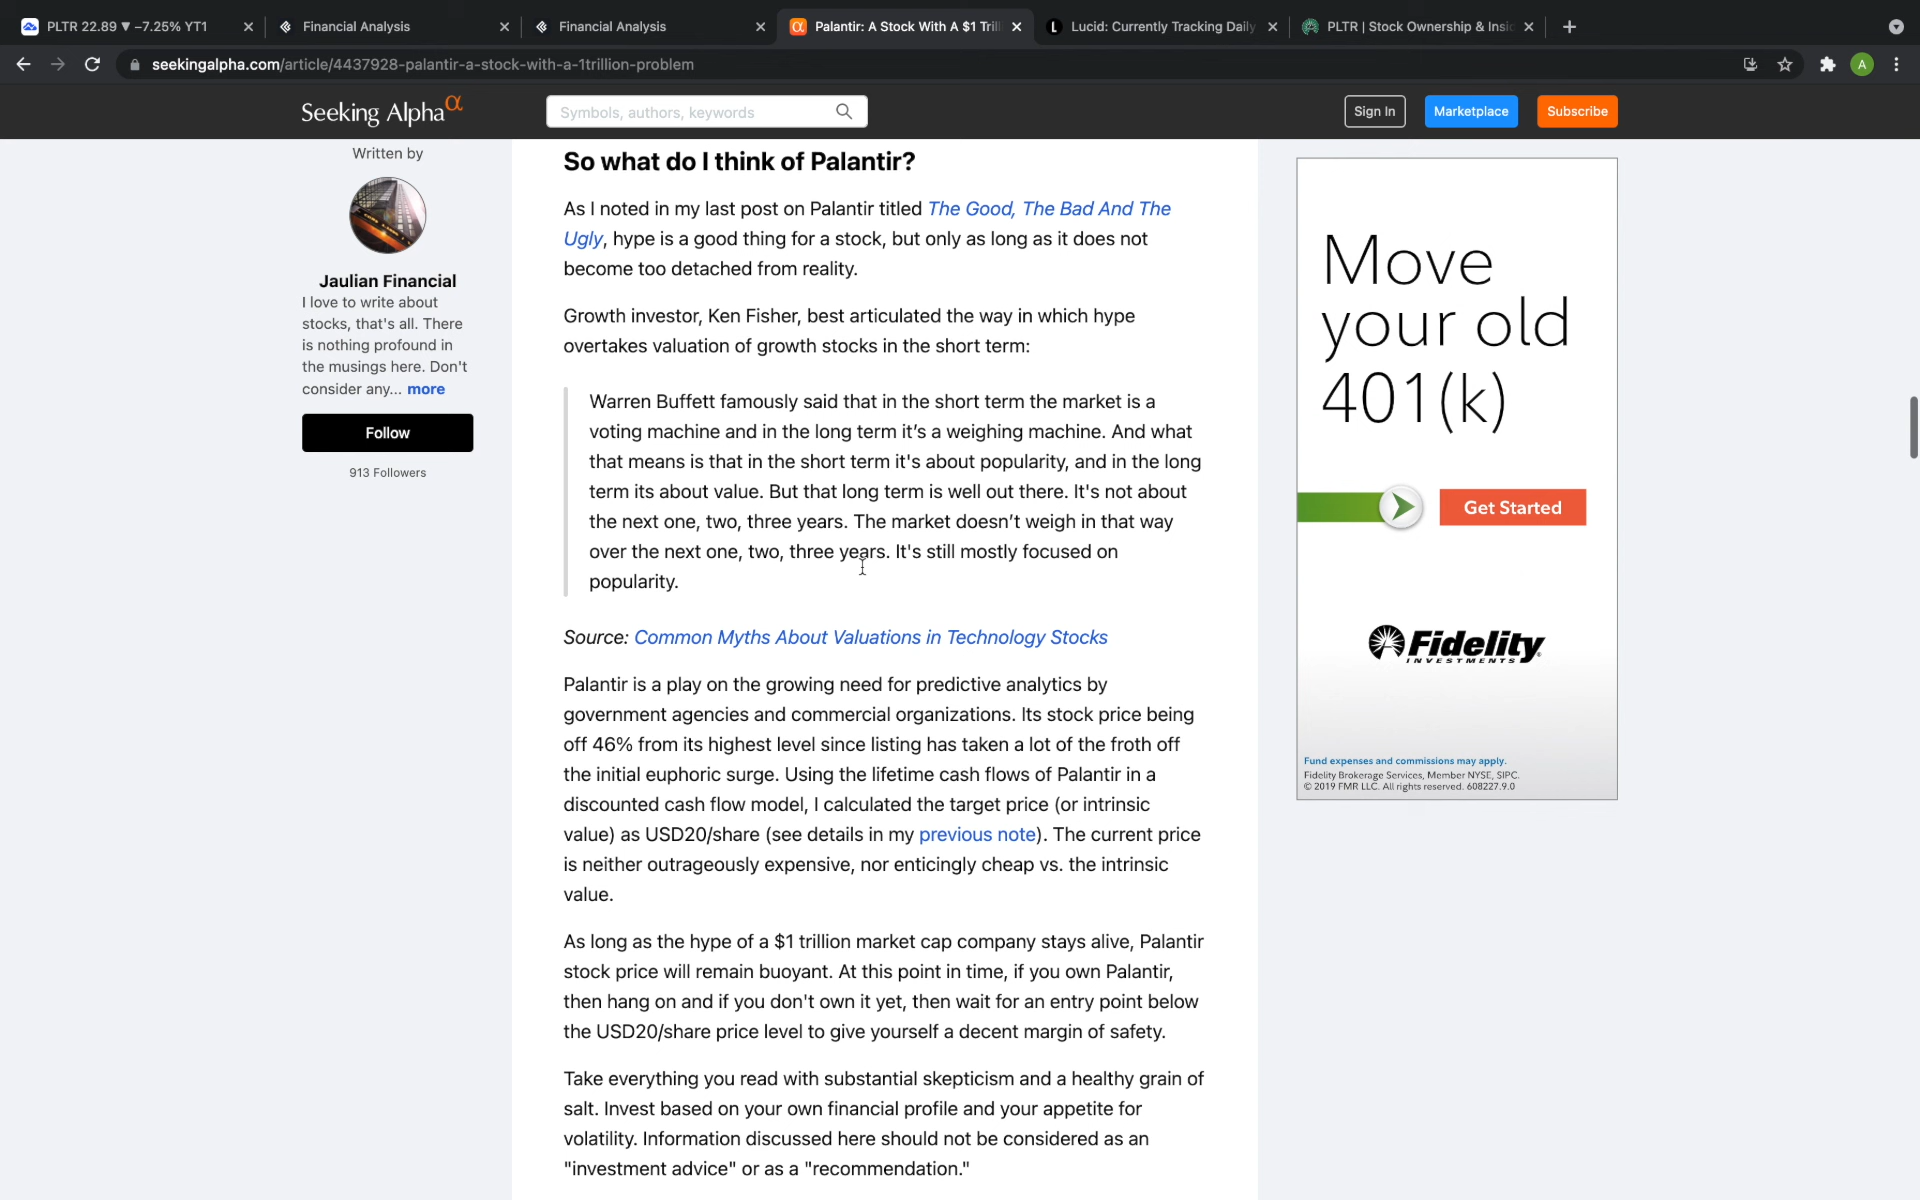 PLTR 22.89 ▼ −7.25% YT1
Financial Analysis
Financial Analysis
Palantir: A Stock With A $1 Tril
Lucid: Currently Tracking Daily
PLTR | Stock Ownership & Insi
seekingalpha.com/article/4437928-palantir-a-stock-with-a-1trillion-problem
A
Seeking Alpha α
Symbols, authors, keywords
Sign In
Marketplace
Subscribe
Written by
Jaulian Financial
I love to write about
stocks, that's all. There
is nothing profound in
the musings here. Don't
consider any... more
Follow
913 Followers
So what do I think of Palantir?
As I noted in my last post on Palantir titled The Good, The Bad And The
Ugly, hype is a good thing for a stock, but only as long as it does not
become too detached from reality.
Growth investor, Ken Fisher, best articulated the way in which hype
overtakes valuation of growth stocks in the short term:
Warren Buffett famously said that in the short term the market is a
voting machine and in the long term it’s a weighing machine. And what
that means is that in the short term it's about popularity, and in the long
term its about value. But that long term is well out there. It's not about
the next one, two, three years. The market doesn’t weigh in that way
over the next one, two, three years. It's still mostly focused on
popularity.
Source: Common Myths About Valuations in Technology Stocks
Palantir is a play on the growing need for predictive analytics by
government agencies and commercial organizations. Its stock price being
off 46% from its highest level since listing has taken a lot of the froth off
the initial euphoric surge. Using the lifetime cash flows of Palantir in a
discounted cash flow model, I calculated the target price (or intrinsic
value) as USD20/share (see details in my previous note). The current price
is neither outrageously expensive, nor enticingly cheap vs. the intrinsic
value.
As long as the hype of a $1 trillion market cap company stays alive, Palantir
stock price will remain buoyant. At this point in time, if you own Palantir,
then hang on and if you don't own it yet, then wait for an entry point below
the USD20/share price level to give yourself a decent margin of safety.
Take everything you read with substantial skepticism and a healthy grain of
salt. Invest based on your own financial profile and your appetite for
volatility. Information discussed here should not be considered as an
"investment advice" or as a "recommendation."
Move
your old
401(k)
Get Started
Fidelity
INVESTMENTS
Fund expenses and commissions may apply.
Fidelity Brokerage Services, Member NYSE, SIPC.
© 2019 FMR LLC. All rights reserved. 608227.9.0